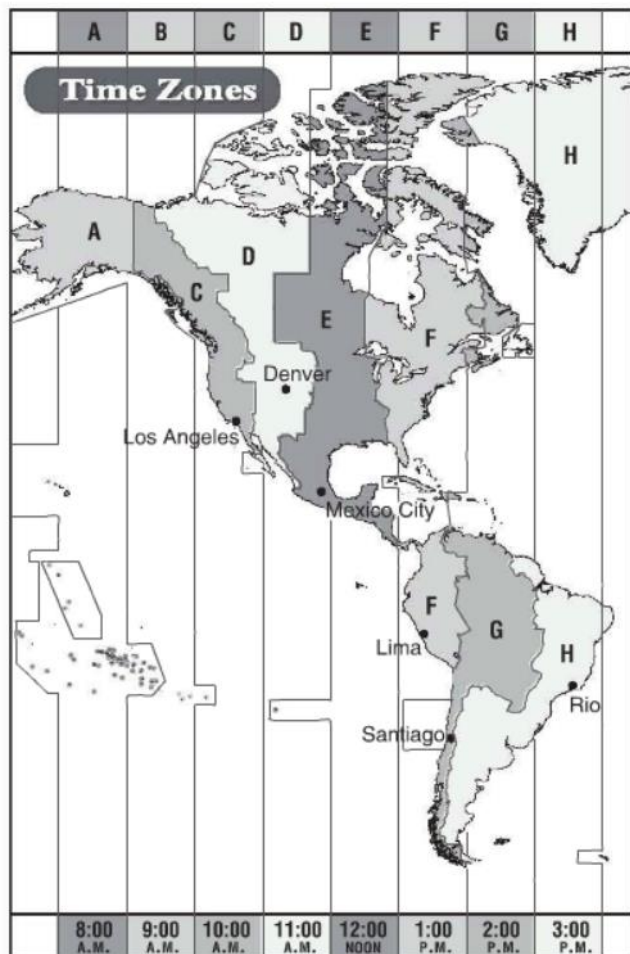 A B C D E F G H
Time Zones
H
A
D
C
E
F
Denver
Los Angeles
Mexico City
F
G
Lima
H
Rio
Santiago
8:00 9:00 10:00 11:00 12:00 1:00 2:00 3:00
A.M. A.M. A.M. A.M. NOON P.M. P.M. P.M.